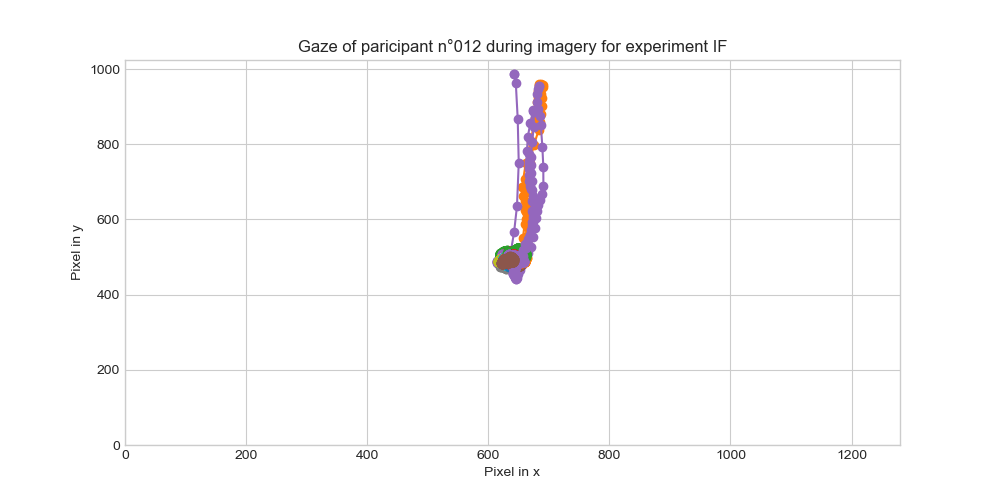 Gaze of paricipant n°012 during imagery for experiment IF
1000
800
600
400
200
0
Pixel in y
0 200 400 600 800 1000 1200
Pixel in x